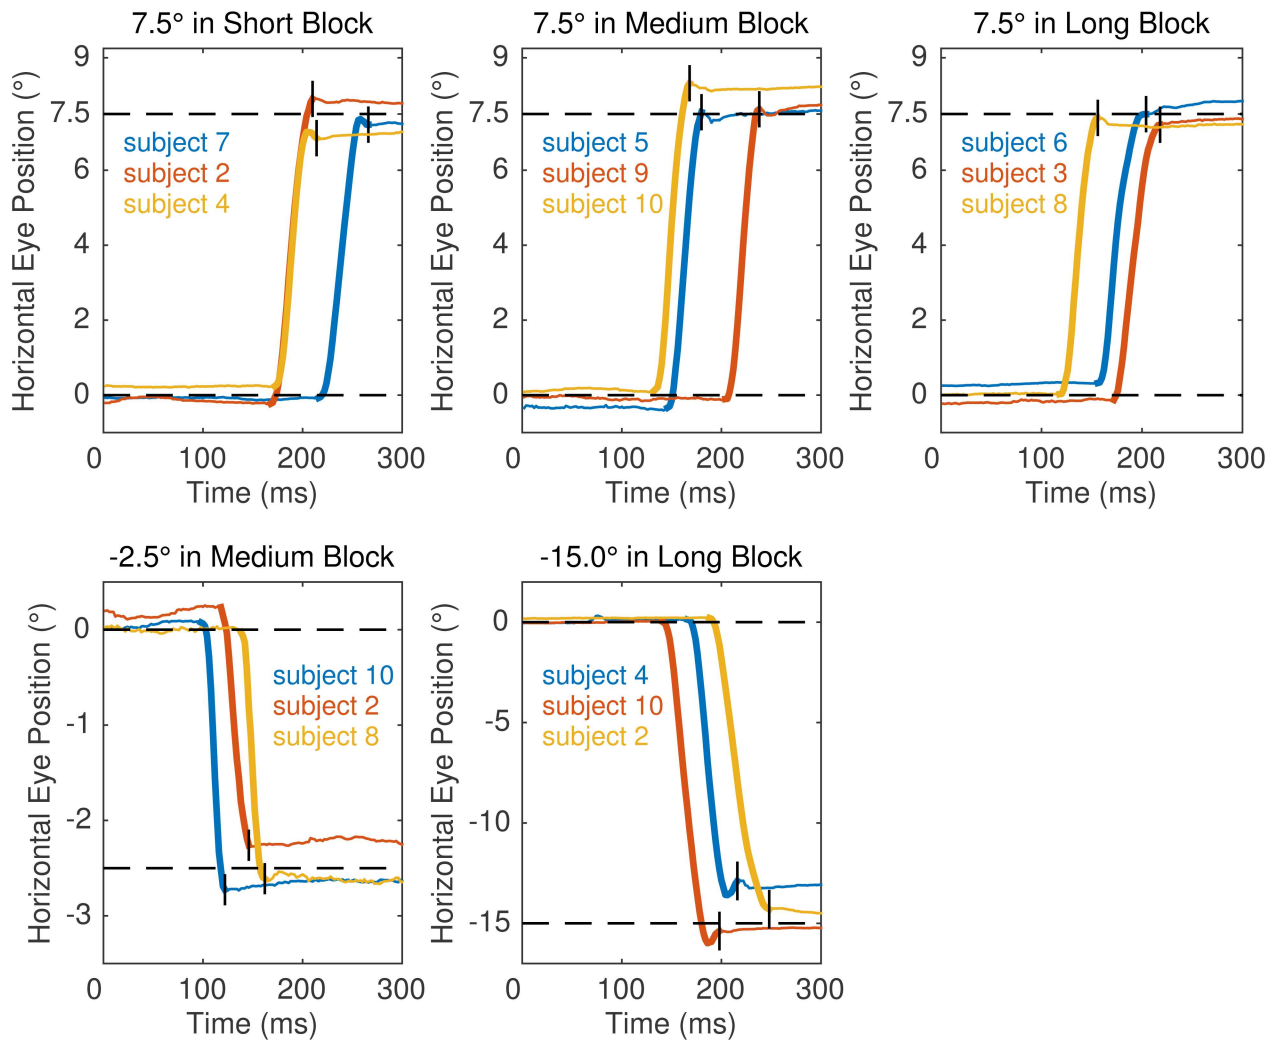 7.5° in Short Block
Horizontal Eye Position (°)
9
7.5
6
4
2
0
subject 7
subject 2
subject 4
0 100 200 300
Time (ms)
7.5° in Medium Block
Horizontal Eye Position (°)
9
7.5
6
4
2
0
subject 5
subject 9
subject 10
0 100 200 300
Time (ms)
7.5° in Long Block
Horizontal Eye Position (°)
9
7.5
6
4
2
0
subject 6
subject 3
subject 8
0 100 200 300
Time (ms)
-2.5° in Medium Block
Horizontal Eye Position (°)
0
-1
-2
-3
subject 10
subject 2
subject 8
0 100 200 300
Time (ms)
-15.0° in Long Block
Horizontal Eye Position (°)
0
-5
-10
-15
subject 4
subject 10
subject 2
0 100 200 300
Time (ms)